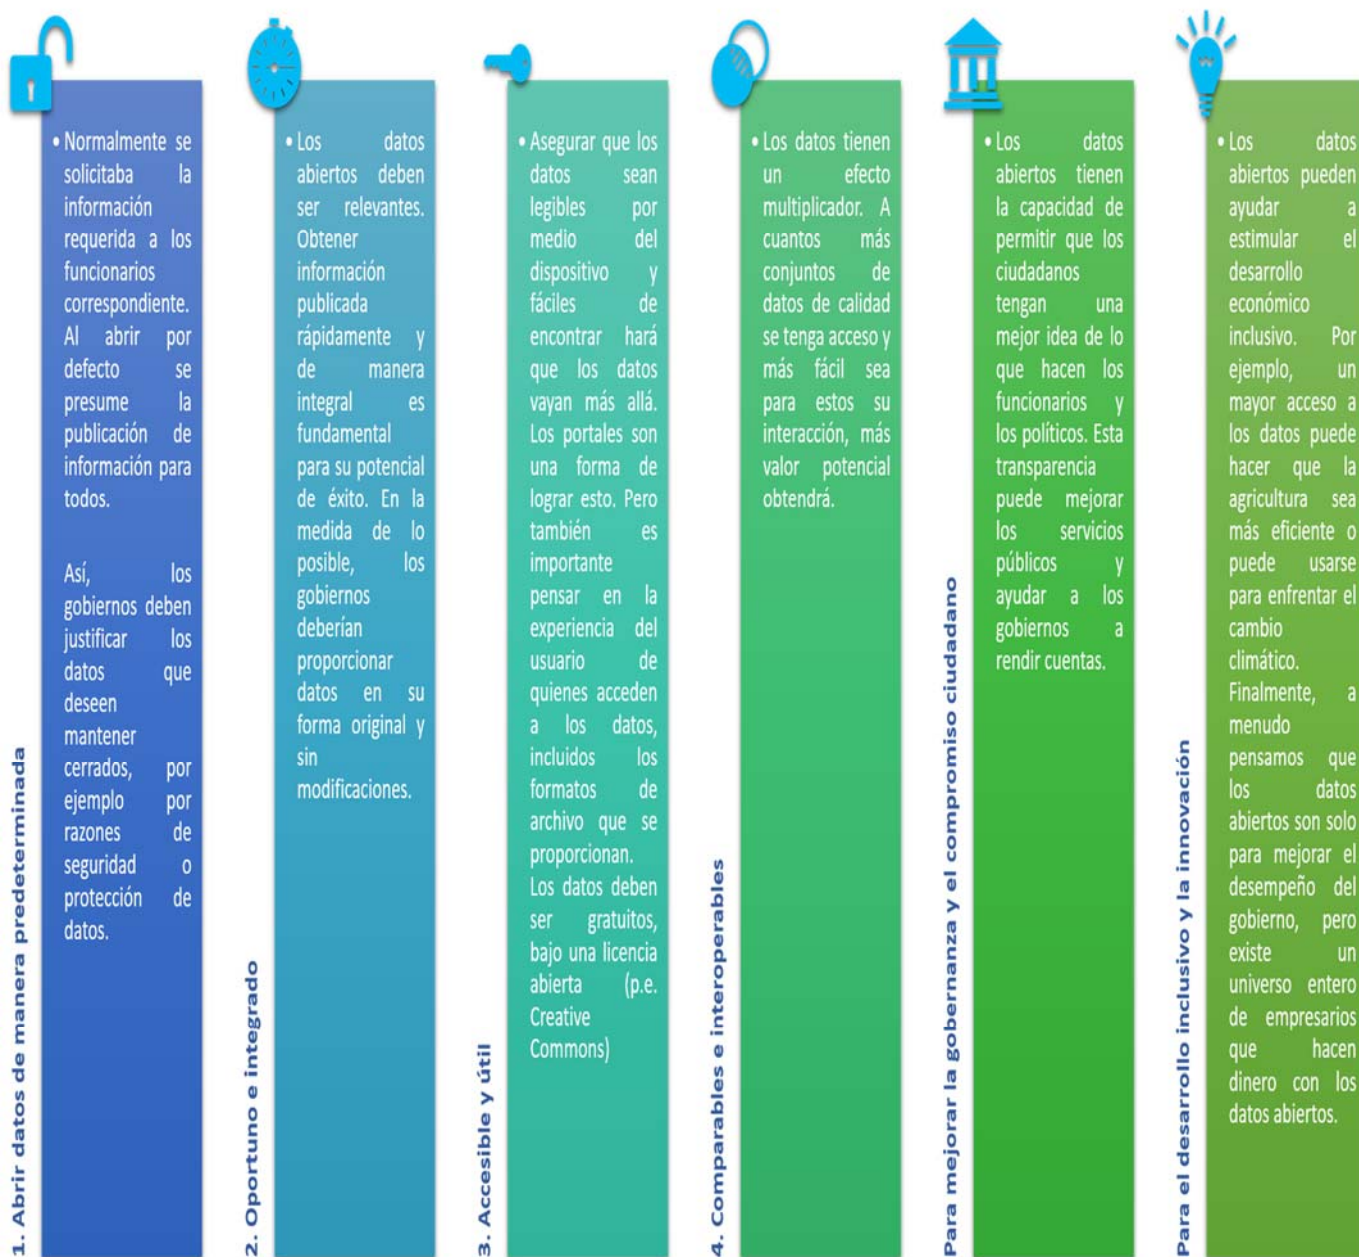 1. Abrir datos de manera predeterminada
• Normalmente se
solicitaba la
información
requerida a los
funcionarios
correspondiente.
Al abrir por
defecto se
presume la
publicación de
información para
todos.
Así, los
gobiernos deben
justificar los
datos que
deseen
mantener
cerrados, por
ejemplo por
razones de
seguridad o
protección de
datos.
2. Oportuno e integrado
• Los datos
abiertos deben
ser relevantes.
Obtener
información
publicada
rápidamente y
de manera
integral es
fundamental
para su potencial
de éxito. En la
medida de lo
posible, los
gobiernos
deberían
proporcionar
datos en su
forma original y
sin
modificaciones.
3. Accesible y útil
• Asegurar que los
datos sean
legibles por
medio del
dispositivo y
fáciles de
encontrar hará
que los datos
vayan más allá.
Los portales son
una forma de
lograr esto. Pero
también es
importante
pensar en la
experiencia del
usuario de
quienes acceden
a los datos,
incluidos los
formatos de
archivo que se
proporcionan.
Los datos deben
ser gratuitos,
bajo una licencia
abierta (p.e.
Creative
Commons)
4. Comparables e interoperables
• Los datos tienen
un efecto
multiplicador. A
cuantos más
conjuntos de
datos de calidad
se tenga acceso y
más fácil sea
para estos su
interacción, más
valor potencial
obtendrá.
Para mejorar la gobernanza y el compromiso ciudadano
• Los datos
abiertos tienen
la capacidad de
permitir que los
ciudadanos
tengan una
mejor idea de lo
que hacen los
funcionarios y
los políticos. Esta
transparencia
puede mejorar
los servicios
públicos y
ayudar a los
gobiernos a
rendir cuentas.
Para el desarrollo inclusivo y la innovación
• Los datos
abiertos pueden
ayudar a
estimular el
desarrollo
económico
inclusivo. Por
ejemplo, un
mayor acceso a
los datos puede
hacer que la
agricultura sea
más eficiente o
puede usarse
para enfrentar el
cambio
climático.
Finalmente, a
menudo
pensamos que
los datos
abiertos son solo
para mejorar el
desempeño del
gobierno, pero
existe un
universo entero
de empresarios
que hacen
dinero con los
datos abiertos.